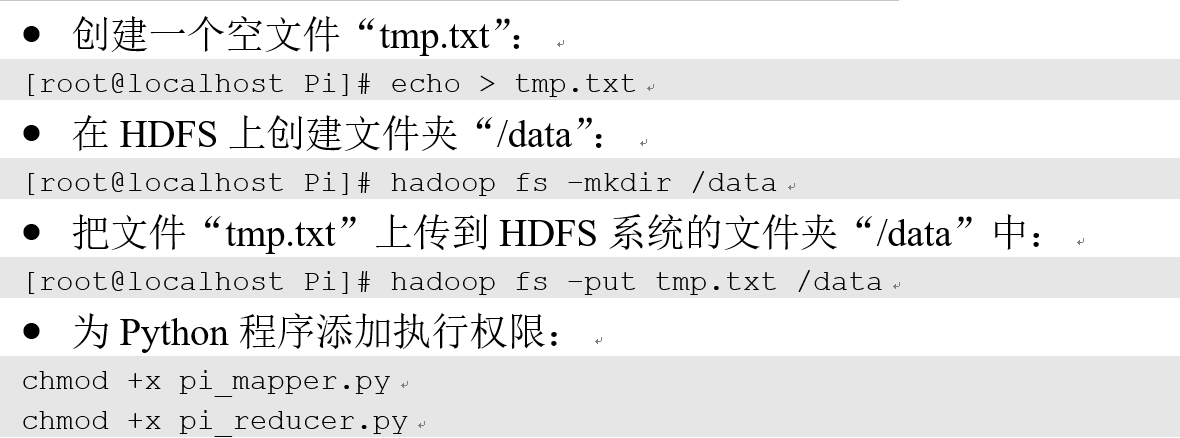 ● 创建一个空文件“tmp.txt”：
[root@localhost Pi]# echo > tmp.txt
● 在 HDFS 上创建文件夹“/data”：
[root@localhost Pi]# hadoop fs –mkdir /data
● 把文件“tmp.txt”上传到 HDFS 系统的文件夹“/data”中：
[root@localhost Pi]# hadoop fs –put tmp.txt /data
● 为 Python 程序添加执行权限：
chmod +x pi_mapper.py
chmod +x pi_reducer.py